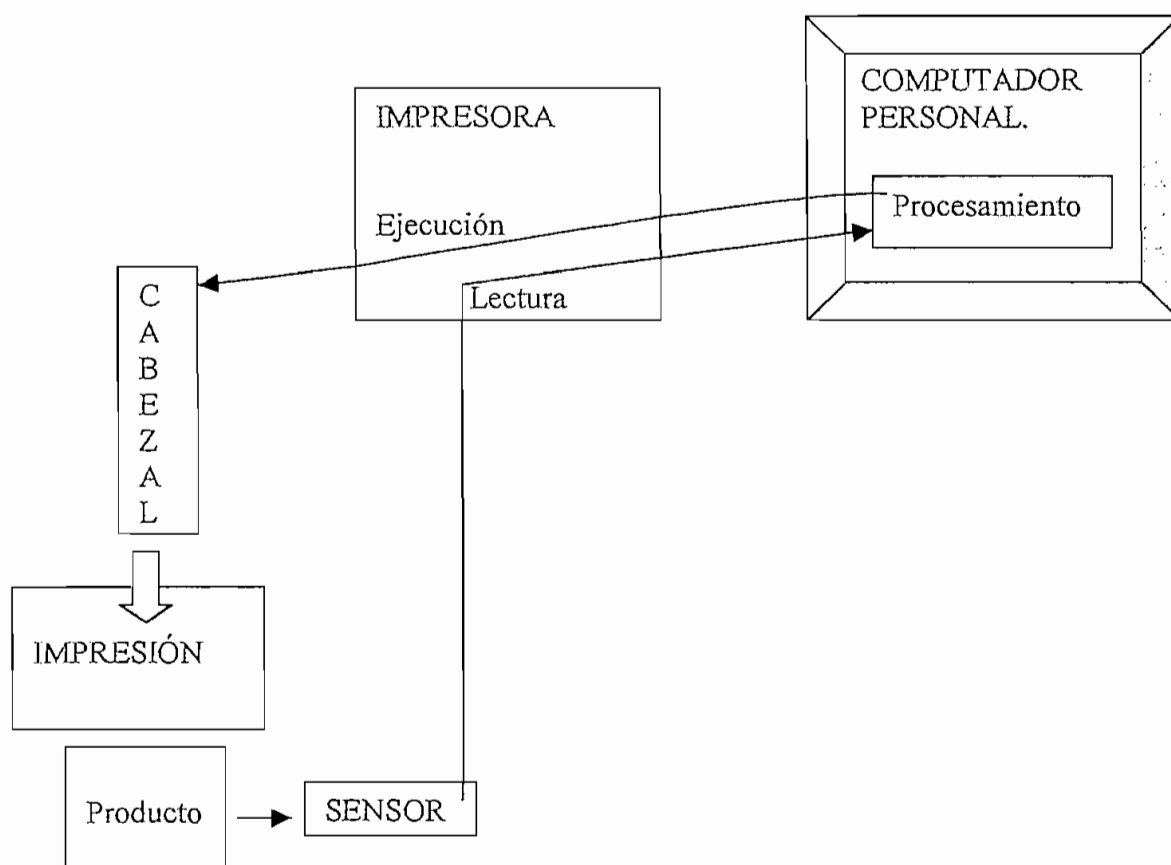 COMPUTADOR
PERSONAL.
IMPRESORA
Procesamiento
Ejecución
Lectura
C
A
B
E
Z
A
L
IMPRESIÓN
Producto
SENSOR